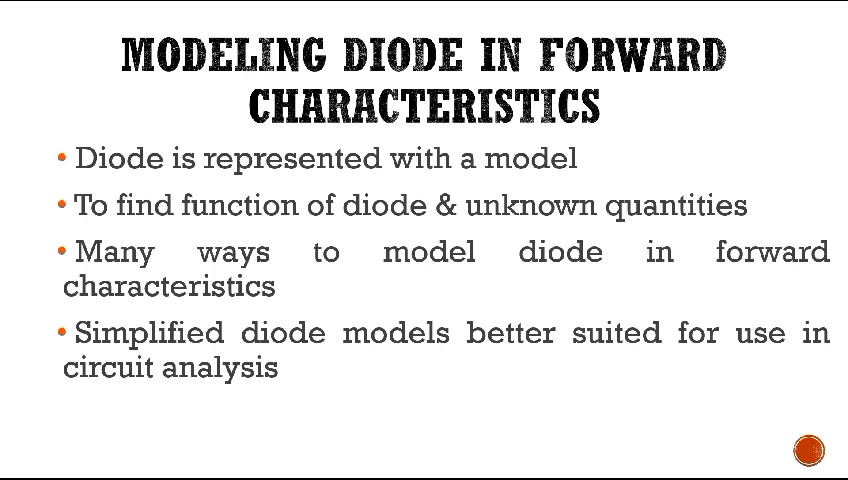 MODELING DIODE IN FORWARD
CHARACTERISTICS
• Diode is represented with a model
• To find function of diode & unknown quantities
• Many ways to model diode in forward
characteristics
• Simplified diode models better suited for use in
circuit analysis